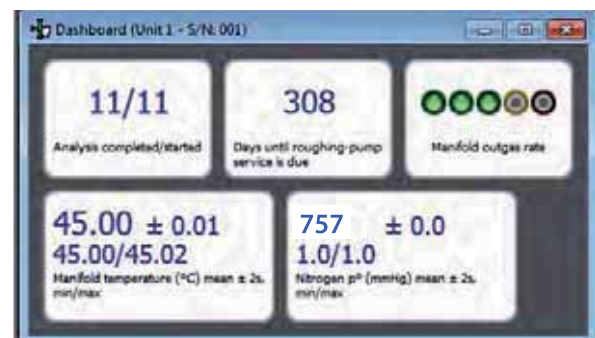 Dashboard (Unit 1 - S/N: 001)
11/11
Analysis completed/started
308
Days until roughing-pump
service is due
Manifold outgas rate
45.00 ± 0.01
45.00/45.02
Manifold temperature (ºC) mean ± 2s,
min/max
757 ± 0.0
1.0/1.0
Nitrogen pº (mmHg) mean ± 2s,
min/max